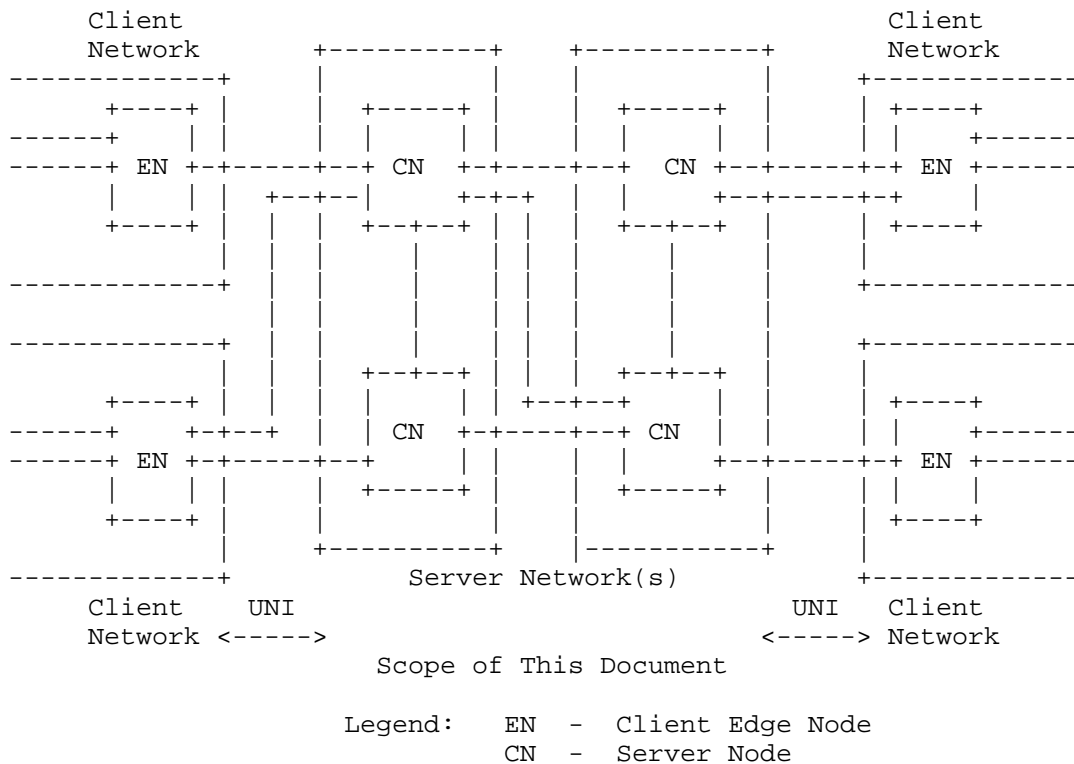 Client Client
Network Network
EN CN CN EN
EN CN CN EN
Server Network(s)
Client UNI UNI Client
Network <-----> <-----> Network
Scope of This Document
Legend: EN - Client Edge Node
CN - Server Node